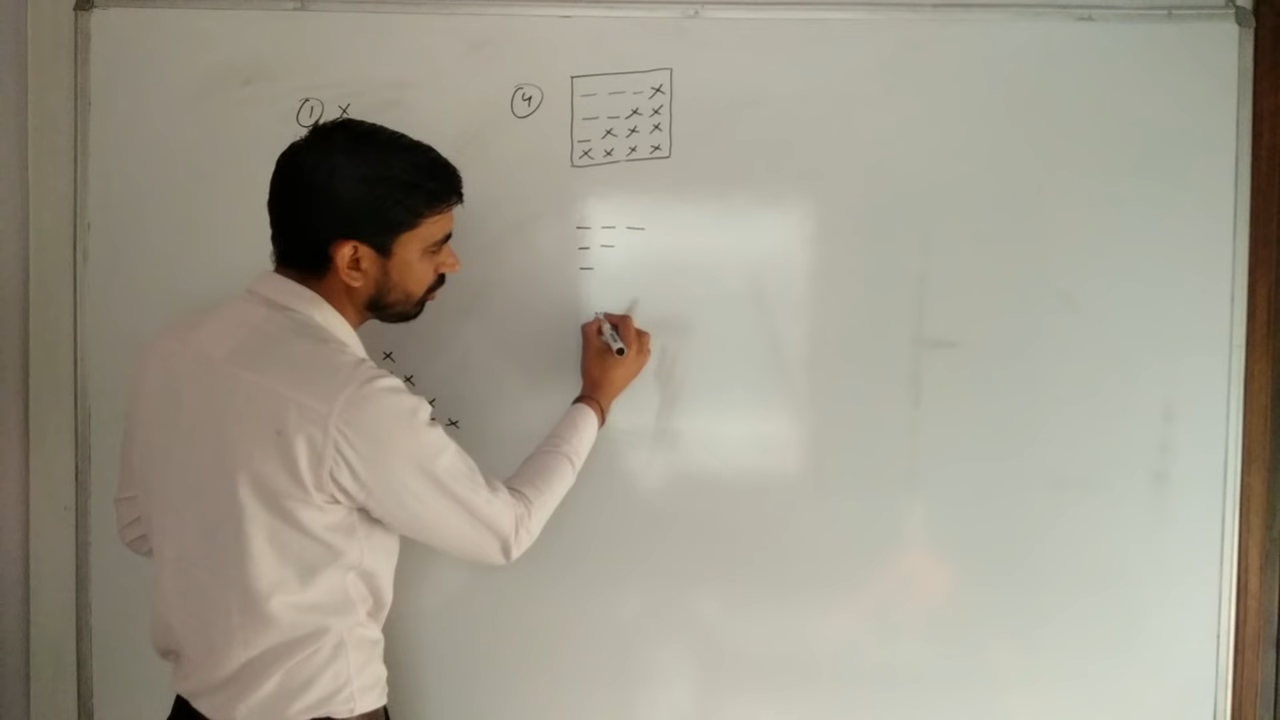 ① x
④
— — — x
— — x x
— x x x
x x x x
— — —
— —
—
x
x
x
x